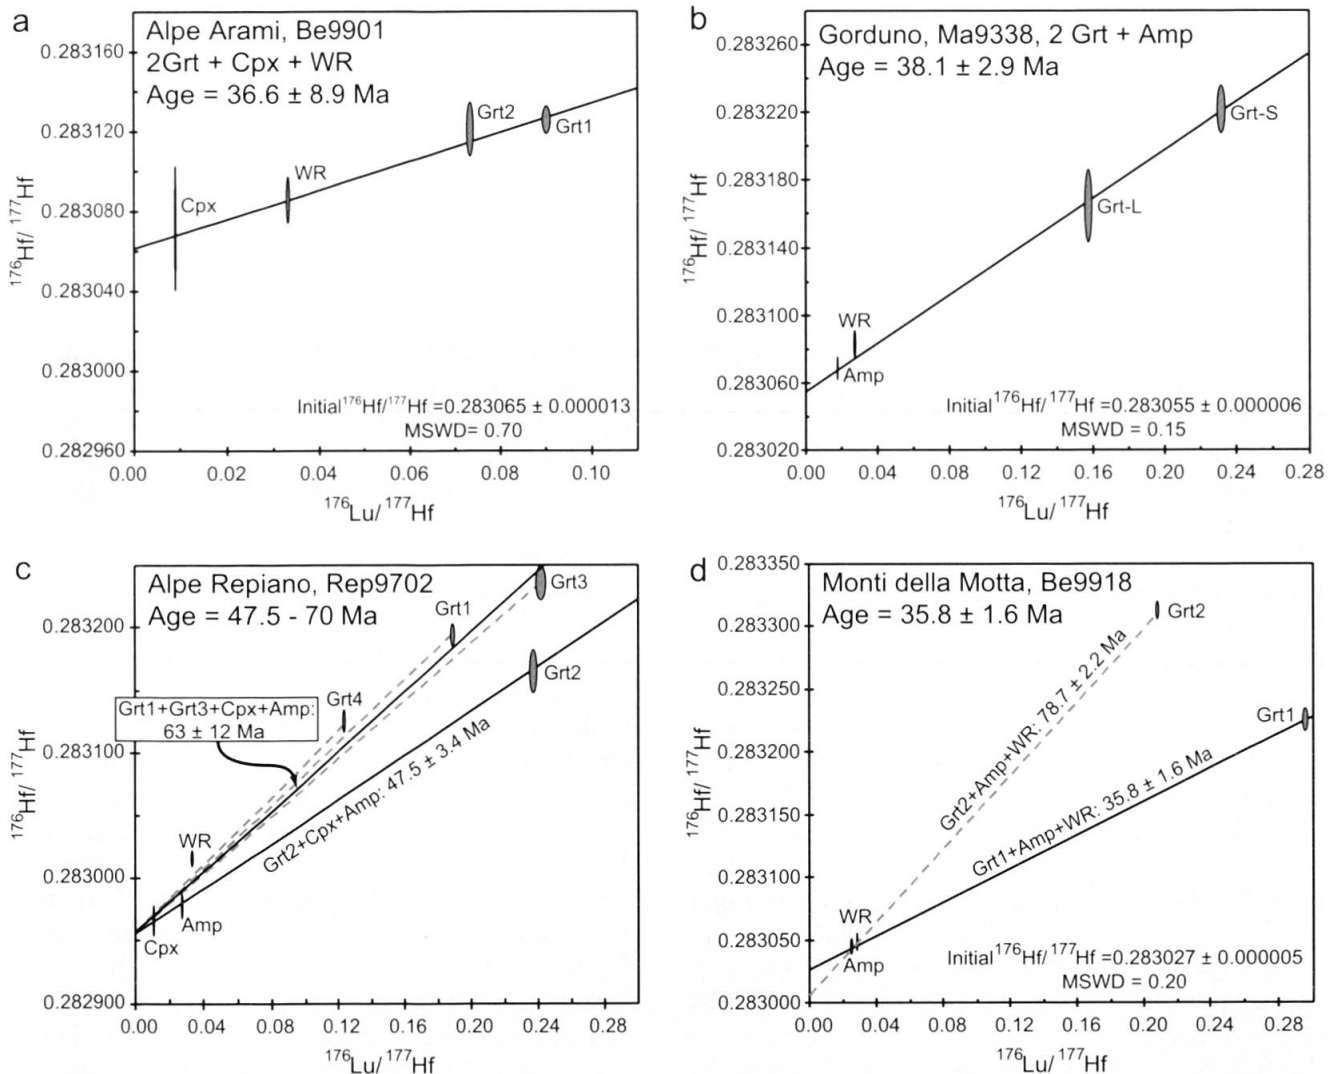 a
Alpe Arami, Be9901
2Grt + Cpx + WR
Age = 36.6 ± 8.9 Ma
0.283160
0.283120
0.283080
0.283040
0.283000
0.282960
176Hf/ 177Hf
Cpx
WR
Grt2
Grt1
Initial176Hf/177Hf =0.283065 ± 0.000013
MSWD= 0.70
0.00 0.02 0.04 0.06 0.08 0.10
176Lu/ 177Hf
b
Gorduno, Ma9338, 2 Grt + Amp
Age = 38.1 ± 2.9 Ma
0.283260
0.283220
0.283180
0.283140
0.283100
0.283060
0.283020
176Hf/ 177Hf
Grt-S
Grt-L
WR
Amp
Initial176Hf/ 177Hf =0.283055 ± 0.000006
MSWD = 0.15
0.00 0.04 0.08 0.12 0.16 0.20 0.24 0.28
176Lu/ 177Hf
c
Alpe Repiano, Rep9702
Age = 47.5 - 70 Ma
0.283200
0.283100
0.283000
0.282900
176Hf/ 177Hf
Grt1
Grt3
Grt2
Grt4
Grt1+Grt3+Cpx+Amp:
63 ± 12 Ma
Grt2+Cpx+Amp: 47.5 ± 3.4 Ma
WR
Amp
Cpx
0.00 0.04 0.08 0.12 0.16 0.20 0.24 0.28
176Lu/ 177Hf
d
Monti della Motta, Be9918
Age = 35.8 ± 1.6 Ma
0.283350
0.283300
0.283250
0.283200
0.283150
0.283100
0.283050
0.283000
176Hf/ 177Hf
Grt2
Grt2+Amp+WR: 78.7 ± 2.2 Ma
Grt1
Grt1+Amp+WR: 35.8 ± 1.6 Ma
WR
Amp
Initial176Hf/ 177Hf =0.283027 ± 0.000005
MSWD = 0.20
0.00 0.04 0.08 0.12 0.16 0.20 0.24 0.28
176Lu/ 177Hf